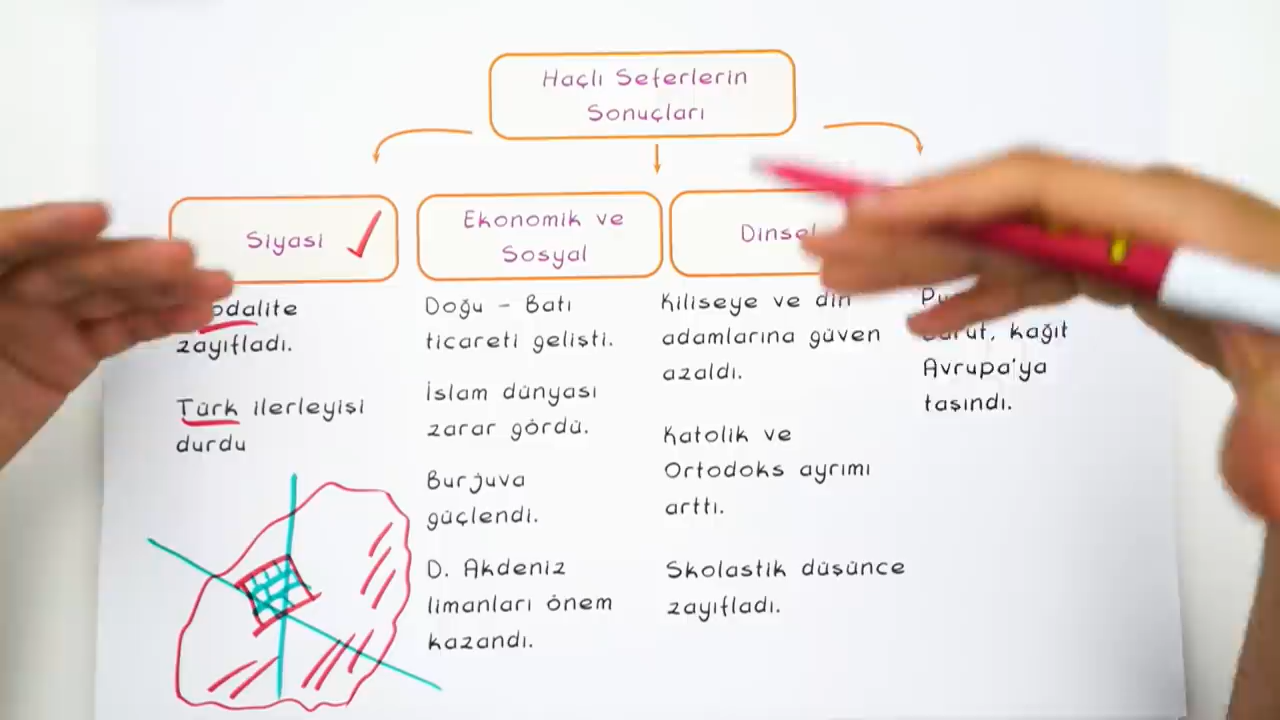 Haçlı Seferlerin
Sonuçları
Siyasi
Ekonomik ve
Sosyal
Dinsel
zayıfladı.
Türk ilerleyişi
durdu
Doğu - Batı
ticareti gelişti.
İslam dünyası
zarar gördü.
Burjuva
güçlendi.
D. Akdeniz
limanları önem
kazandı.
Kiliseye ve din
adamlarına güven
azaldı.
Katolik ve
Ortodoks ayrımı
arttı.
Skolastik düşünce
zayıfladı.
kağıt
Avrupa'ya
taşındı.